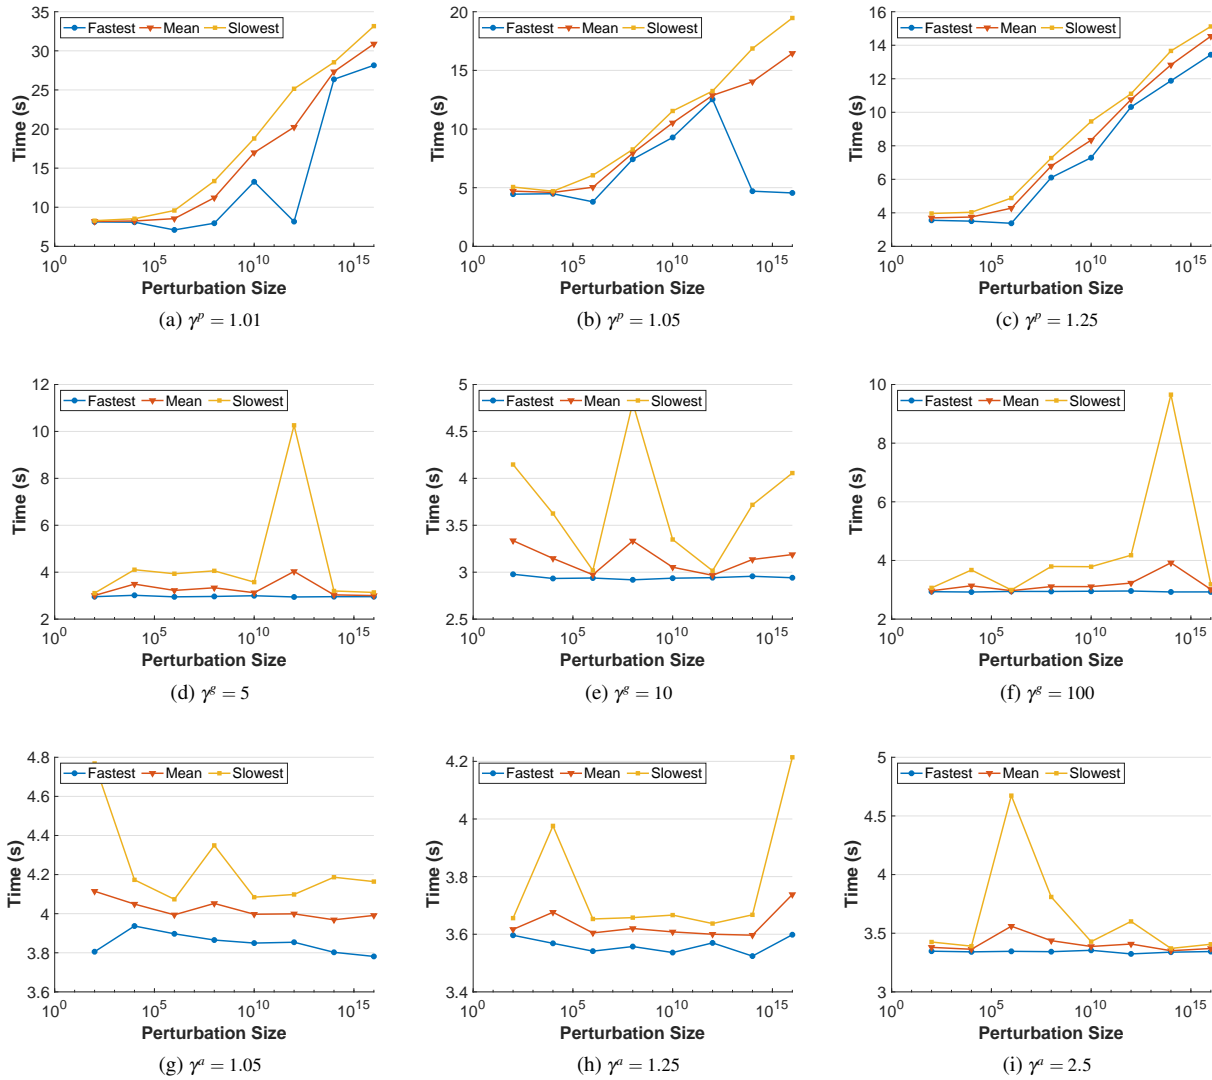 35
30
25
20
15
10
5
Time (s)
Fastest Mean Slowest
10^0 10^5 10^10 10^15
Perturbation Size
(a) γ^p = 1.01
20
15
10
5
0
Time (s)
Fastest Mean Slowest
10^0 10^5 10^10 10^15
Perturbation Size
(b) γ^p = 1.05
16
14
12
10
8
6
4
2
Time (s)
Fastest Mean Slowest
10^0 10^5 10^10 10^15
Perturbation Size
(c) γ^p = 1.25
12
10
8
6
4
2
Time (s)
Fastest Mean Slowest
10^0 10^5 10^10 10^15
Perturbation Size
(d) γ^g = 5
5
4.5
4
3.5
3
2.5
Time (s)
Fastest Mean Slowest
10^0 10^5 10^10 10^15
Perturbation Size
(e) γ^g = 10
10
8
6
4
2
Time (s)
Fastest Mean Slowest
10^0 10^5 10^10 10^15
Perturbation Size
(f) γ^g = 100
4.8
4.6
4.4
4.2
4
3.8
3.6
Time (s)
Fastest Mean Slowest
10^0 10^5 10^10 10^15
Perturbation Size
(g) γ^a = 1.05
4.2
4
3.8
3.6
3.4
Time (s)
Fastest Mean Slowest
10^0 10^5 10^10 10^15
Perturbation Size
(h) γ^a = 1.25
5
4.5
4
3.5
3
Time (s)
Fastest Mean Slowest
10^0 10^5 10^10 10^15
Perturbation Size
(i) γ^a = 2.5